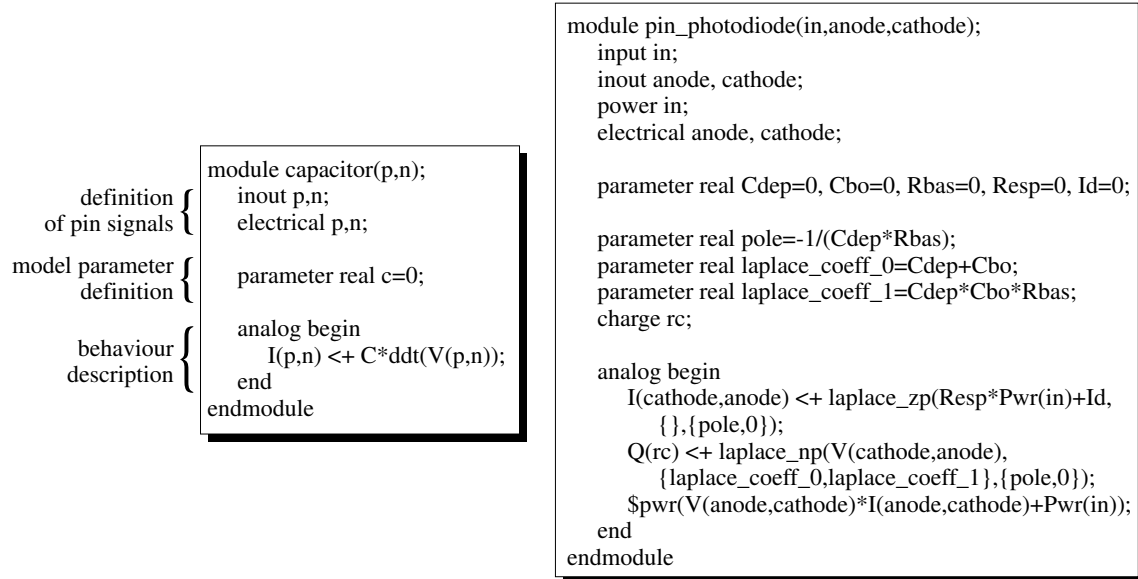 definition
of pin signals {
model parameter
definition {
behaviour
description {
module capacitor(p,n);
inout p,n;
electrical p,n;
parameter real c=0;
analog begin
I(p,n) <+ C*ddt(V(p,n));
end
endmodule
module pin_photodiode(in,anode,cathode);
input in;
inout anode, cathode;
power in;
electrical anode, cathode;
parameter real Cdep=0, Cbo=0, Rbas=0, Resp=0, Id=0;
parameter real pole=-1/(Cdep*Rbas);
parameter real laplace_coeff_0=Cdep+Cbo;
parameter real laplace_coeff_1=Cdep*Cbo*Rbas;
charge rc;
analog begin
I(cathode,anode) <+ laplace_zp(Resp*Pwr(in)+Id,
{},{pole,0});
Q(rc) <+ laplace_np(V(cathode,anode),
{laplace_coeff_0,laplace_coeff_1},{pole,0});
$pwr(V(anode,cathode)*I(anode,cathode)+Pwr(in));
end
endmodule